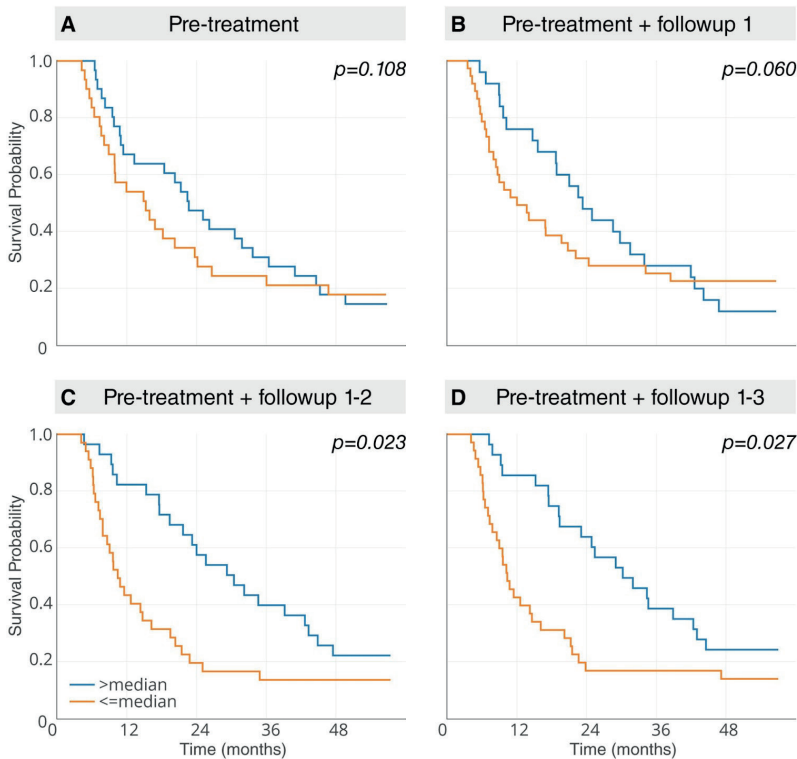 A Pre-treatment
B Pre-treatment + followup 1
p=0.108
p=0.060
1.0
0.8
0.6
0.4
0.2
0
Survival Probability
C Pre-treatment + followup 1-2
D Pre-treatment + followup 1-3
p=0.023
p=0.027
1.0
0.8
0.6
0.4
0.2
0
Survival Probability
>median
<=median
0 12 24 36 48
Time (months)
0 12 24 36 48
Time (months)